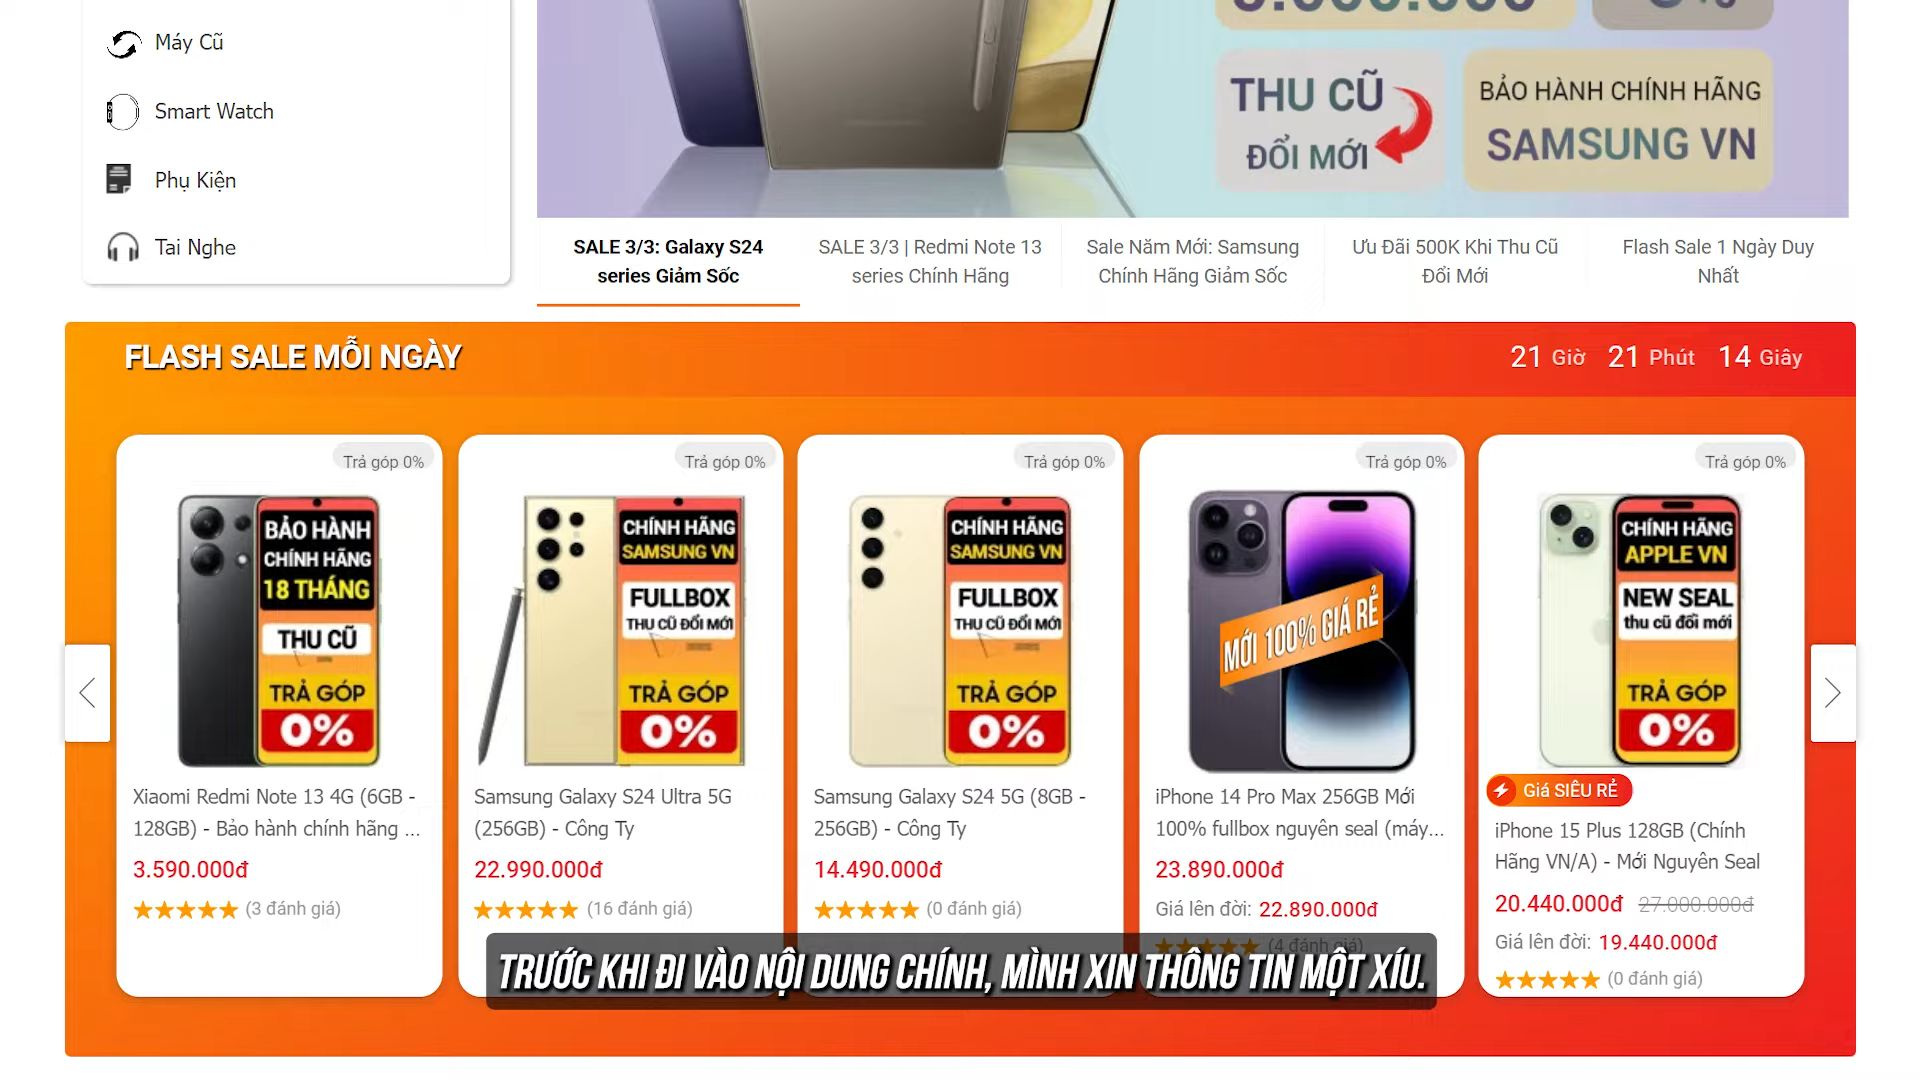 Máy Cũ
Smart Watch
Phụ Kiện
Tai Nghe
THU CŨ
ĐỔI MỚI
BẢO HÀNH CHÍNH HÃNG
SAMSUNG VN
SALE 3/3: Galaxy S24
series Giảm Sốc
SALE 3/3 | Redmi Note 13
series Chính Hãng
Sale Năm Mới: Samsung
Chính Hãng Giảm Sốc
Ưu Đãi 500K Khi Thu Cũ
Đổi Mới
Flash Sale 1 Ngày Duy
Nhất
FLASH SALE MỖI NGÀY
21 Giờ 21 Phút 14 Giây
Trả góp 0%
BẢO HÀNH
CHÍNH HÃNG
18 THÁNG
THU CŨ
TRẢ GÓP
0%
Xiaomi Redmi Note 13 4G (6GB -
128GB) - Bảo hành chính hãng ...
3.590.000đ
(3 đánh giá)
Trả góp 0%
CHÍNH HÃNG
SAMSUNG VN
FULLBOX
THU CŨ ĐỔI MỚI
TRẢ GÓP
0%
Samsung Galaxy S24 Ultra 5G
(256GB) - Công Ty
22.990.000đ
(16 đánh giá)
Trả góp 0%
CHÍNH HÃNG
SAMSUNG VN
FULLBOX
THU CŨ ĐỔI MỚI
TRẢ GÓP
0%
Samsung Galaxy S24 5G (8GB -
256GB) - Công Ty
14.490.000đ
(0 đánh giá)
Trả góp 0%
MỚI 100% GIÁ RẺ
iPhone 14 Pro Max 256GB Mới
100% fullbox nguyên seal (máy...
23.890.000đ
Giá lên đời: 22.890.000đ
(4 đánh giá)
Trả góp 0%
CHÍNH HÃNG
APPLE VN
NEW SEAL
thu cũ đổi mới
TRẢ GÓP
0%
Giá SIÊU RẺ
iPhone 15 Plus 128GB (Chính
Hãng VN/A) - Mới Nguyên Seal
20.440.000đ 27.000.000đ
Giá lên đời: 19.440.000đ
(0 đánh giá)
TRƯỚC KHI ĐI VÀO NỘI DUNG CHÍNH, MÌNH XIN THÔNG TIN MỘT XÍU.